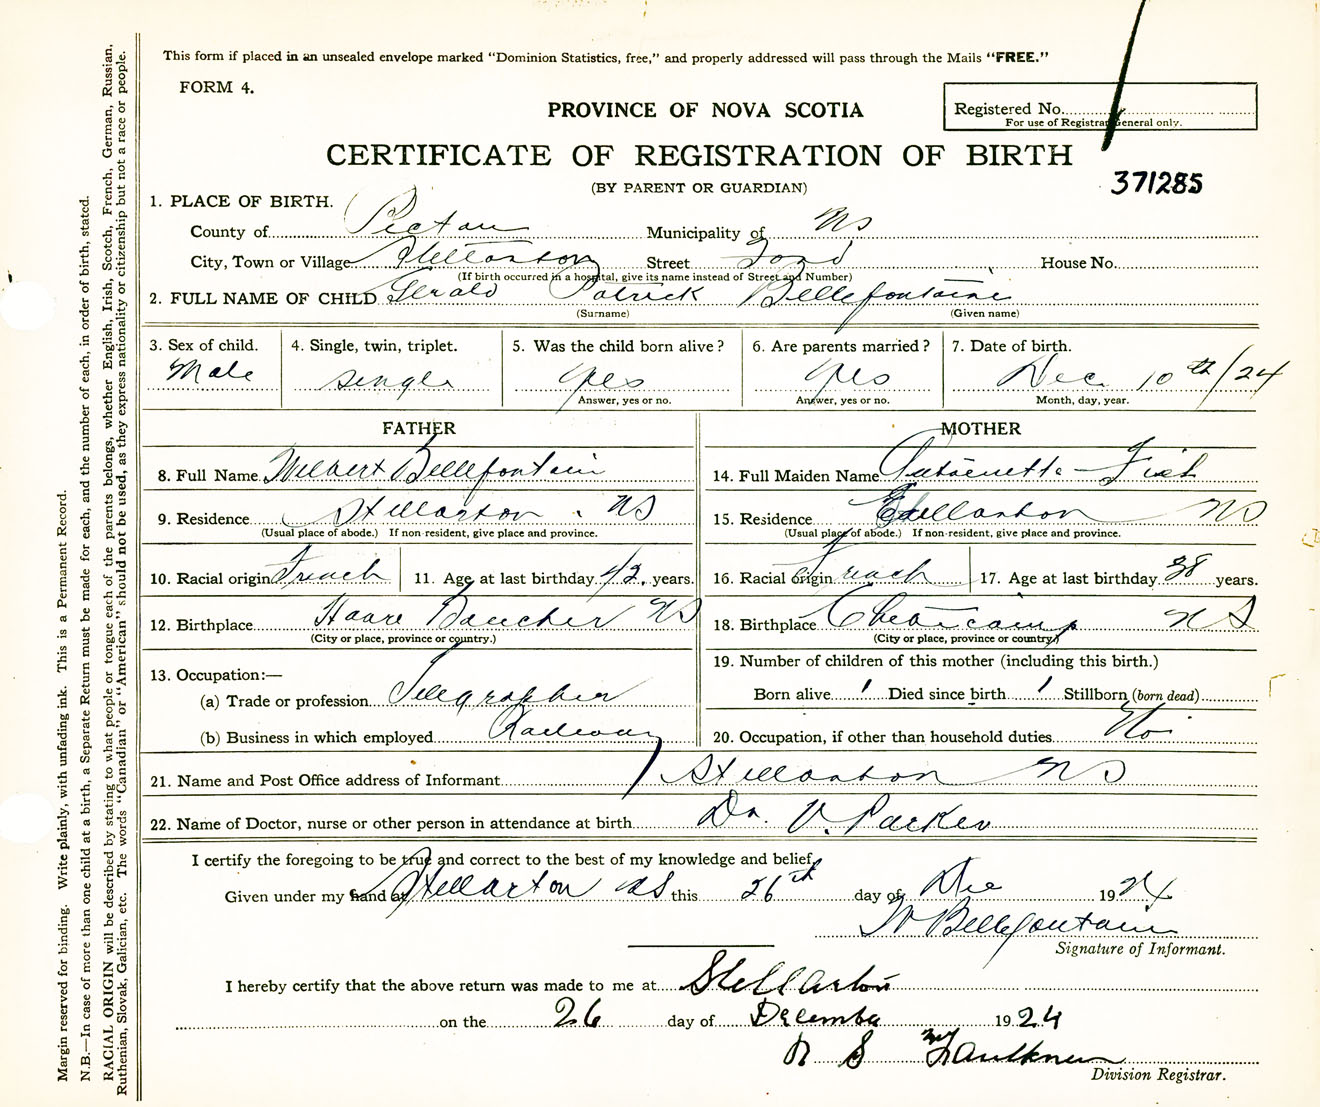 This form if placed in an unsealed envelope marked "Dominion Statistics, free," and properly addressed will pass through the Mails "FREE."
FORM 4.
PROVINCE OF NOVA SCOTIA
Registered No.
For use of Registrar General only.
CERTIFICATE OF REGISTRATION OF BIRTH
(BY PARENT OR GUARDIAN)
371285
1. PLACE OF BIRTH.
County of Pictou Municipality of NS
City, Town or Village Stellarton Street Ford House No.
(If birth occurred in a hospital, give its name instead of Street and Number)
2. FULL NAME OF CHILD Gerald Patrick Bellefontaine
(Surname) (Given name)
3. Sex of child. 4. Single, twin, triplet. 5. Was the child born alive? 6. Are parents married? 7. Date of birth.
Male single yes yes Dec. 10th/24
Answer, yes or no. Answer, yes or no. Month, day, year.
FATHER MOTHER
8. Full Name Wilbert Bellefontain 14. Full Maiden Name Antoinette
9. Residence Stellarton. NS 15. Residence Stellarton NS
(Usual place of abode.) If non-resident, give place and province. (Usual place of abode.) If non-resident, give place and province.
10. Racial origin French 11. Age at last birthday 42. years. 16. Racial origin French 17. Age at last birthday 38 years.
12. Birthplace Havre Boucher NS 18. Birthplace Cheticamp NS
(City or place, province or country.) (City or place, province or country)
13. Occupation:— 19. Number of children of this mother (including this birth.)
(a) Trade or profession Telegrapher Born alive 1 Died since birth 1 Stillborn (born dead)
(b) Business in which employed Railway 20. Occupation, if other than household duties No.
21. Name and Post Office address of Informant Stellarton NS
22. Name of Doctor, nurse or other person in attendance at birth Dr. V. Parker
I certify the foregoing to be true and correct to the best of my knowledge and belief,
Given under my hand at Stellarton NS this 26th day of Dec 1924
W Bellefontain
Signature of Informant.
I hereby certify that the above return was made to me at Stellarton
on the 26 day of December 1924
S Faulkner
Division Registrar.
Margin reserved for binding. Write plainly, with unfading ink. This is a Permanent Record.
N.B.—In case of more than one child at a birth, a Separate Return must be made for each, and the number of each, in order of birth, stated.
RACIAL ORIGIN will be described by stating to what people or tongue each of the parents belongs, whether English, Irish, Scotch, French, German, Russian,
Ruthenian, Slovak, Galician, etc. The words "Canadian" or "American" should not be used, as they express nationality or citizenship but not a race or people.